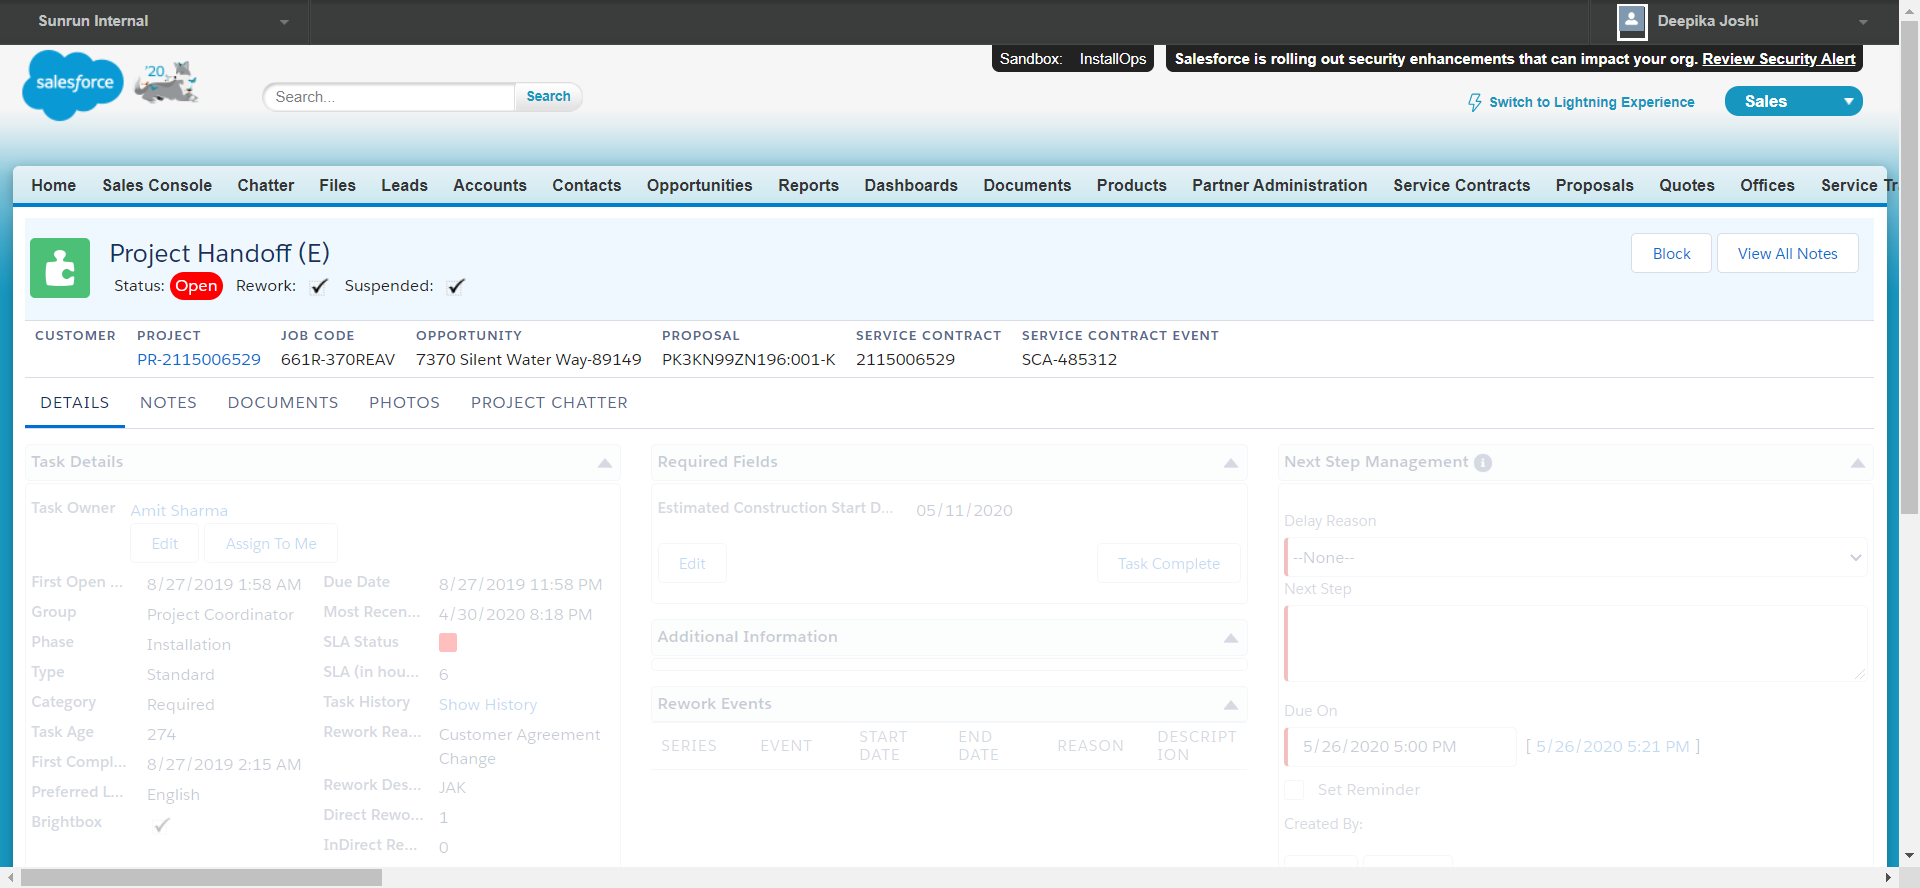 Sunrun Internal
Deepika Joshi
salesforce
'20
Search...
Search
Sandbox: InstallOps
Salesforce is rolling out security enhancements that can impact your org. Review Security Alert
Switch to Lightning Experience
Sales
Home Sales Console Chatter Files Leads Accounts Contacts Opportunities Reports Dashboards Documents Products Partner Administration Service Contracts Proposals Quotes Offices Service Tr
Project Handoff (E)
Status: Open Rework: Suspended:
Block
View All Notes
CUSTOMER PROJECT JOB CODE OPPORTUNITY PROPOSAL SERVICE CONTRACT SERVICE CONTRACT EVENT
PR-2115006529 661R-370REAV 7370 Silent Water Way-89149 PK3KN99ZN196:001-K 2115006529 SCA-485312
DETAILS NOTES DOCUMENTS PHOTOS PROJECT CHATTER
Task Details
Task Owner Amit Sharma
Edit Assign To Me
First Open ... 8/27/2019 1:58 AM Due Date 8/27/2019 11:58 PM
Group Project Coordinator Most Recen... 4/30/2020 8:18 PM
Phase Installation SLA Status
Type Standard SLA (in hou... 6
Category Required Task History Show History
Task Age 274 Rework Rea... Customer Agreement
Change
First Compl... 8/27/2019 2:15 AM
Preferred L... English Rework Des... JAK
Brightbox Direct Rewo... 1
InDirect Re... 0
Required Fields
Estimated Construction Start D... 05/11/2020
Edit Task Complete
Additional Information
Rework Events
SERIES EVENT START DATE END DATE REASON DESCRIPT
ION
Next Step Management
Delay Reason
--None--
Next Step
Due On
5/26/2020 5:00 PM [ 5/26/2020 5:21 PM ]
Set Reminder
Created By: